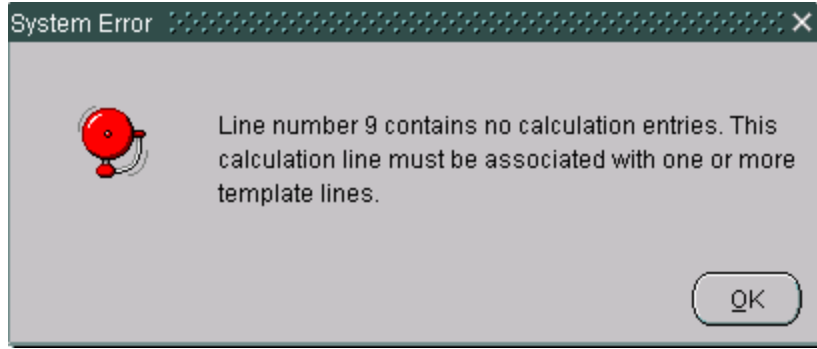 System Error
Line number 9 contains no calculation entries. This
calculation line must be associated with one or more
template lines.
OK